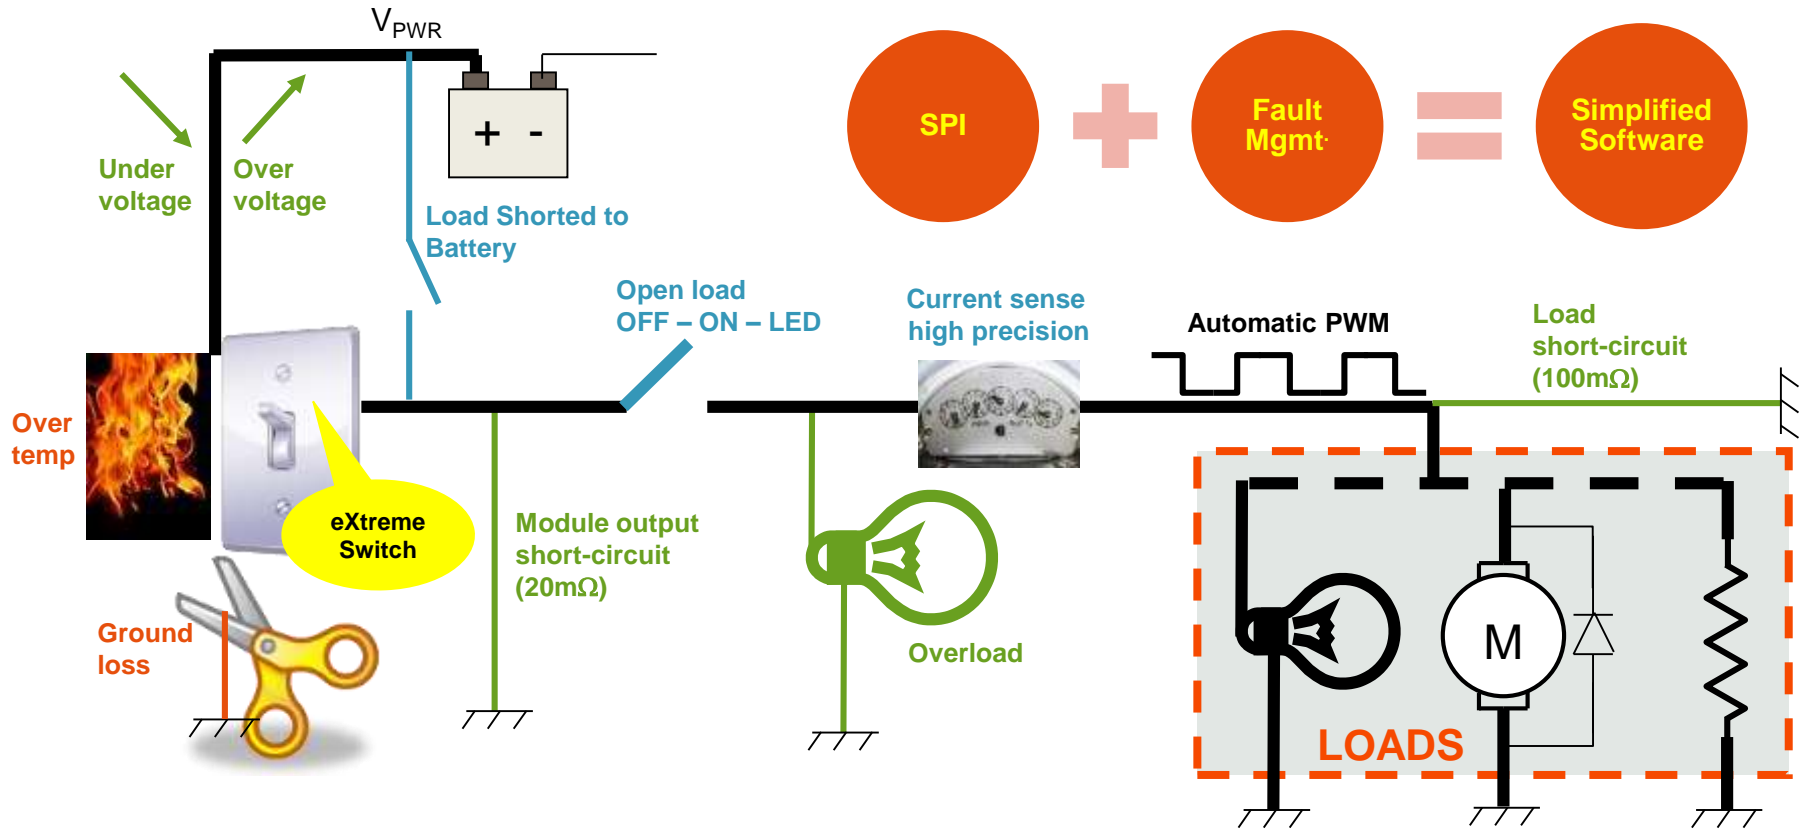 V_PWR
+ -
Under
voltage
Over
voltage
Load Shorted to
Battery
SPI
Fault
Mgmt.
Simplified
Software
Open load
OFF – ON – LED
Current sense
high precision
Automatic PWM
Load
short-circuit
(100mΩ)
Over
temp
eXtreme
Switch
Module output
short-circuit
(20mΩ)
Ground
loss
Overload
M
LOADS